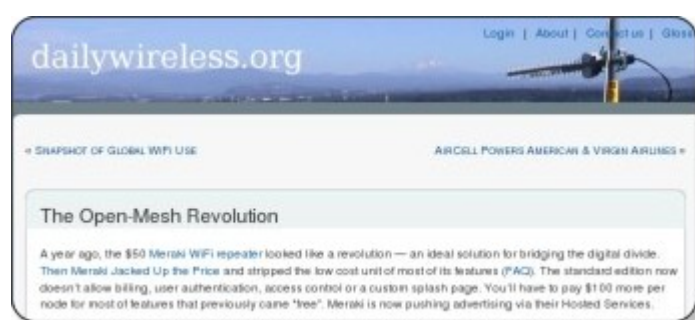 Login | About | Contact us | Gloss
dailywireless.org
« SNAPSHOT OF GLOBAL WIFI USE
AIRCELL POWERS AMERICAN & VIRGIN AIRLINES »
The Open-Mesh Revolution
A year ago, the $50 Meraki WiFi repeater looked like a revolution — an ideal solution for bridging the digital divide.
Then Meraki Jacked Up the Price and stripped the low cost unit of most of its features (FAQ). The standard edition now
doesn't allow billing, user authentication, access control or a custom splash page. You'll have to pay $100 more per
node for most of features that previously came "free". Meraki is now pushing advertising via their Hosted Services.